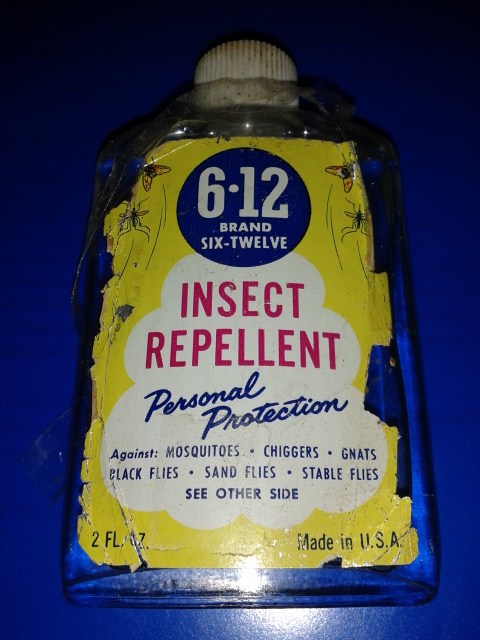 6·12
BRAND
SIX-TWELVE
INSECT
REPELLENT
Personal
Protection
Against: MOSQUITOES • CHIGGERS • GNATS
BLACK FLIES • SAND FLIES • STABLE FLIES
SEE OTHER SIDE
2 FL. OZ. Made in U.S.A.